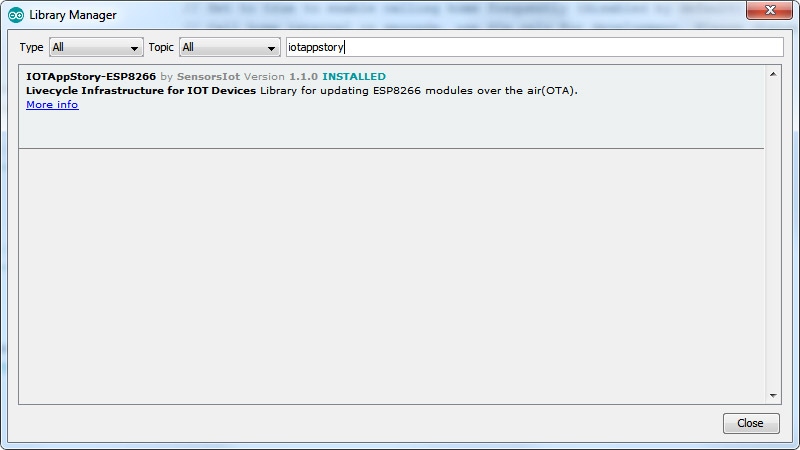 Library Manager
Type All Topic All iotappstory
IOTAppStory-ESP8266 by SensorsIot Version 1.1.0 INSTALLED
Livecycle Infrastructure for IOT Devices Library for updating ESP8266 modules over the air(OTA).
More info
Close